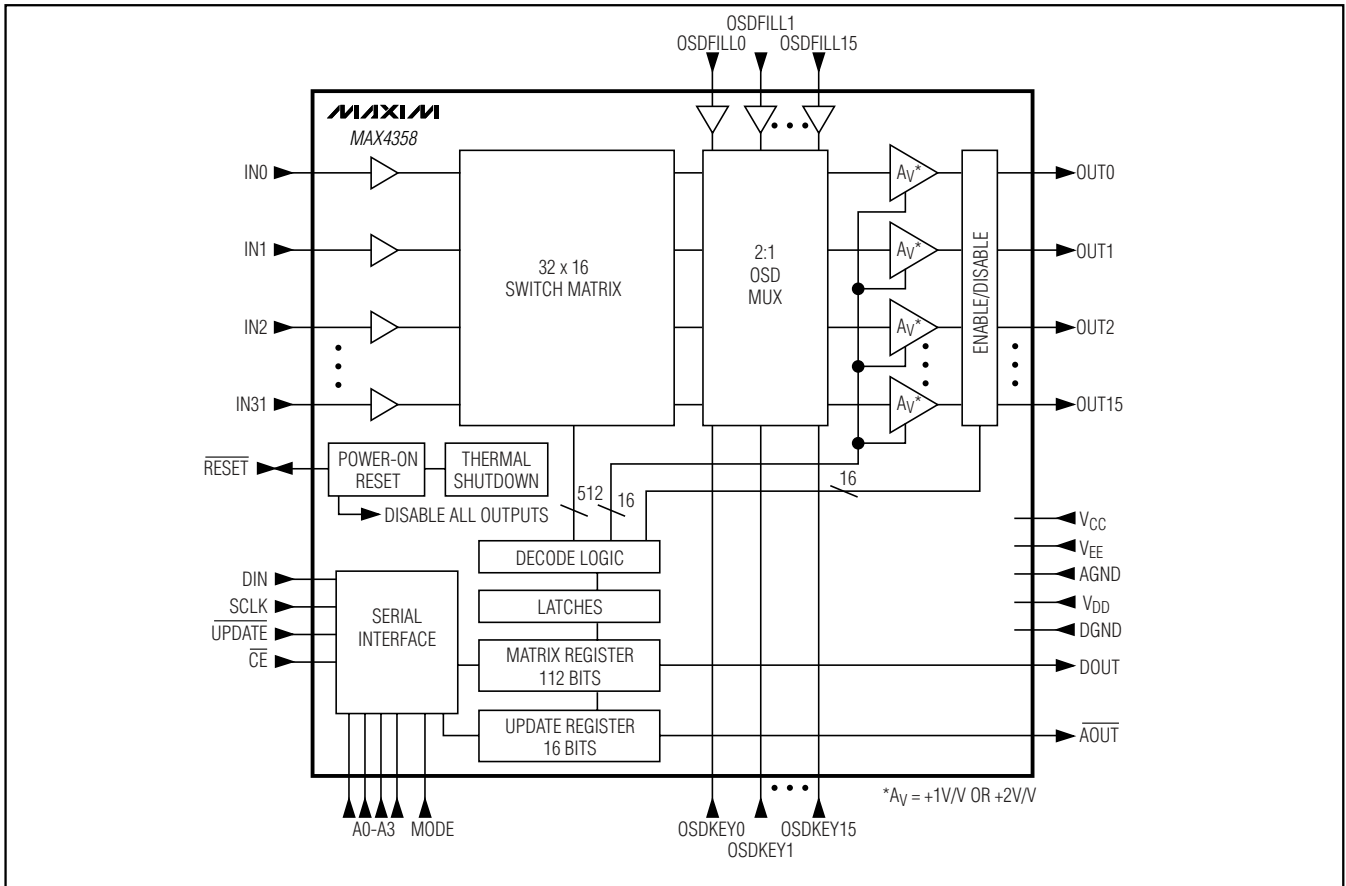 OSDFILL1
OSDFILL0 OSDFILL15
MAXIM
MAX4358
IN0
IN1
IN2
IN31
32 x 16
SWITCH MATRIX
2:1
OSD
MUX
AV*
AV*
AV*
AV*
ENABLE/DISABLE
OUT0
OUT1
OUT2
OUT15
RESET
POWER-ON
RESET
THERMAL
SHUTDOWN
DISABLE ALL OUTPUTS
512
16
16
DECODE LOGIC
LATCHES
MATRIX REGISTER
112 BITS
UPDATE REGISTER
16 BITS
DIN
SCLK
UPDATE
CE
SERIAL
INTERFACE
VCC
VEE
AGND
VDD
DGND
DOUT
AOUT
A0-A3 MODE
OSDKEY0 OSDKEY15
OSDKEY1
*AV = +1V/V OR +2V/V